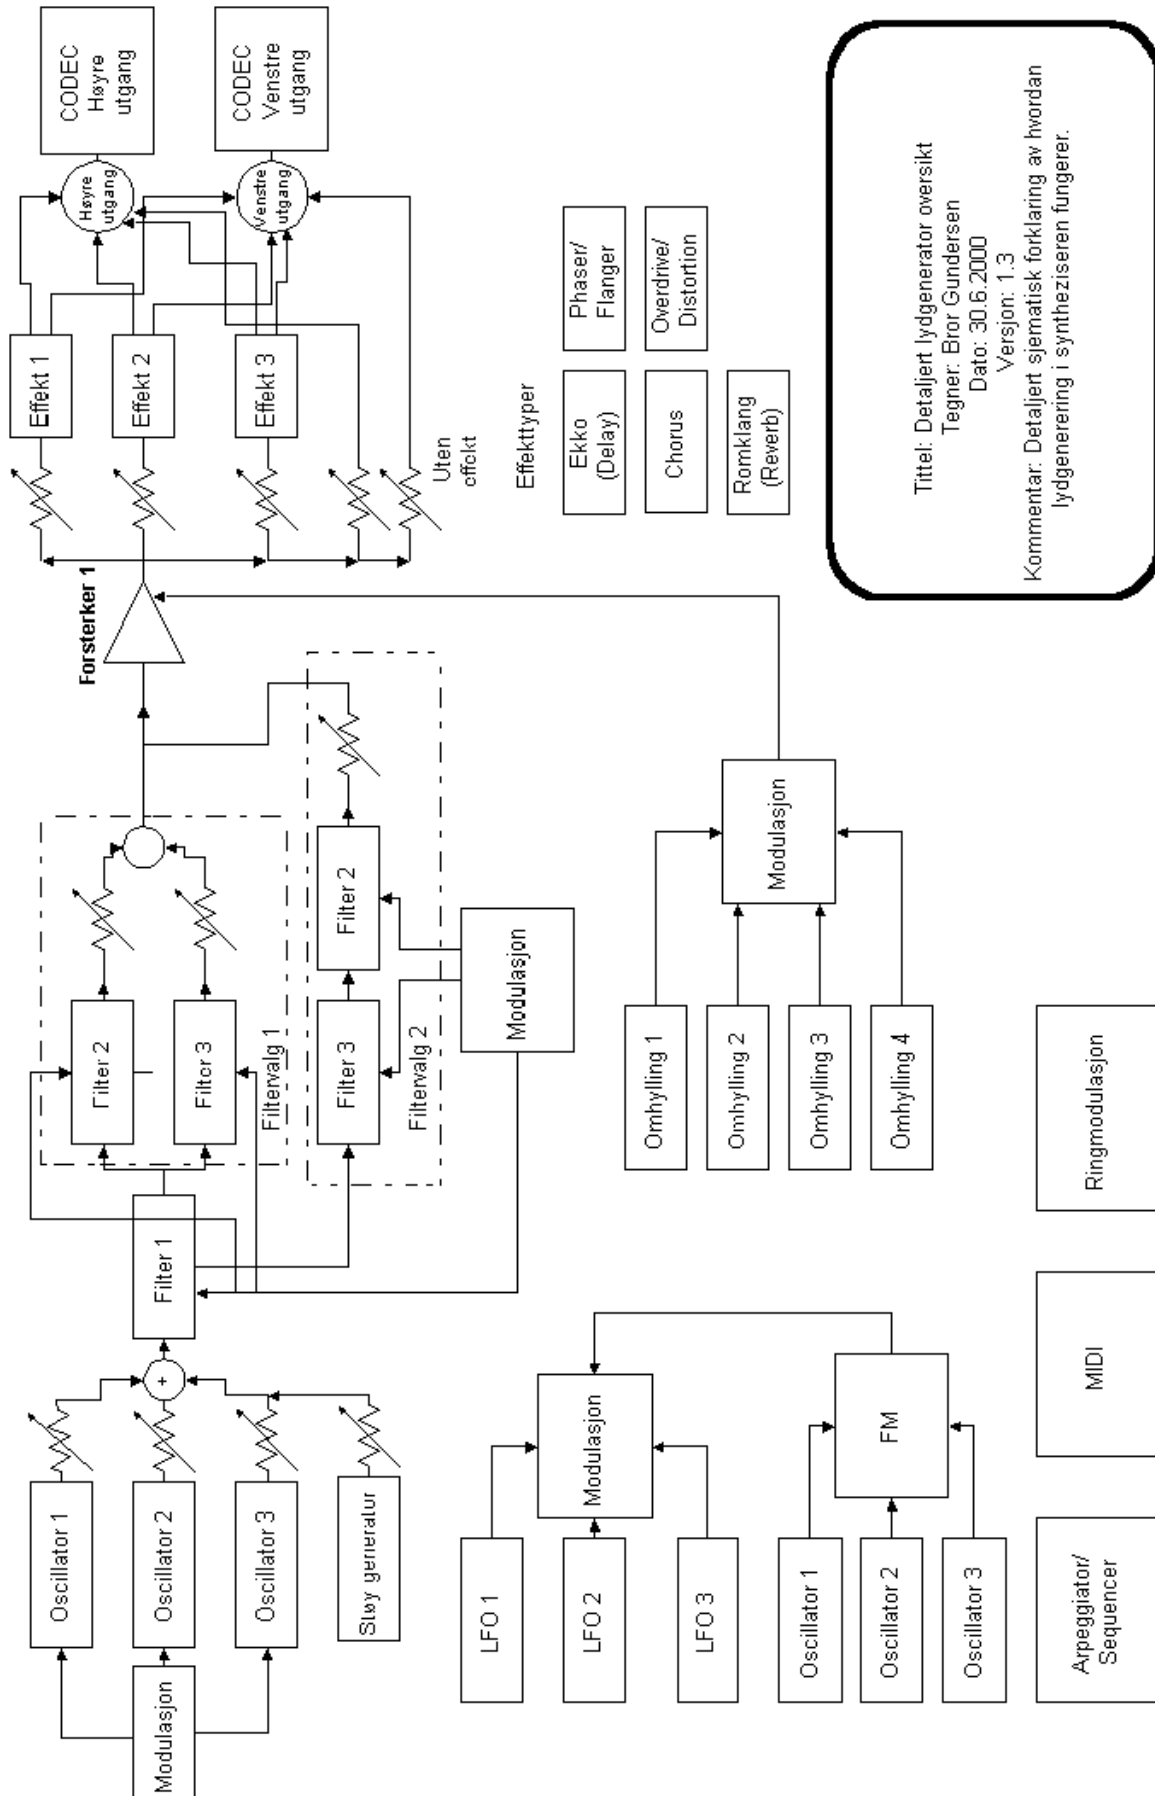 Modulasjon
Oscillator 1
Oscillator 2
Oscillator 3
Støy generator
+
Filter 1
Filter 2
Filter 3
Filtervalg 1
Filter 3
Filter 2
Filtervalg 2
Modulasjon
Forsterker 1
Effekt 1
Effekt 2
Effekt 3
Uten
effekt
Høyre
utgang
Venstre
utgang
CODEC
Høyre
utgang
CODEC
Venstre
utgang
Effekttyper
Ekko
(Delay)
Phaser/
Flanger
Chorus
Overdrive/
Distortion
Romklang
(Reverb)
LFO 1
LFO 2
LFO 3
Modulasjon
Oscillator 1
Oscillator 2
Oscillator 3
FM
Omhylling 1
Omhylling 2
Omhylling 3
Omhylling 4
Modulasjon
Arpeggiator/
Sequencer
MIDI
Ringmodulasjon
Tittel: Detaljert lydgenerator oversikt
Tegner: Bror Gundersen
Dato: 30.6.2000
Versjon: 1.3
Kommentar: Detaljert sjematisk forklaring av hvordan
lydgenerering i syntheziseren fungerer.